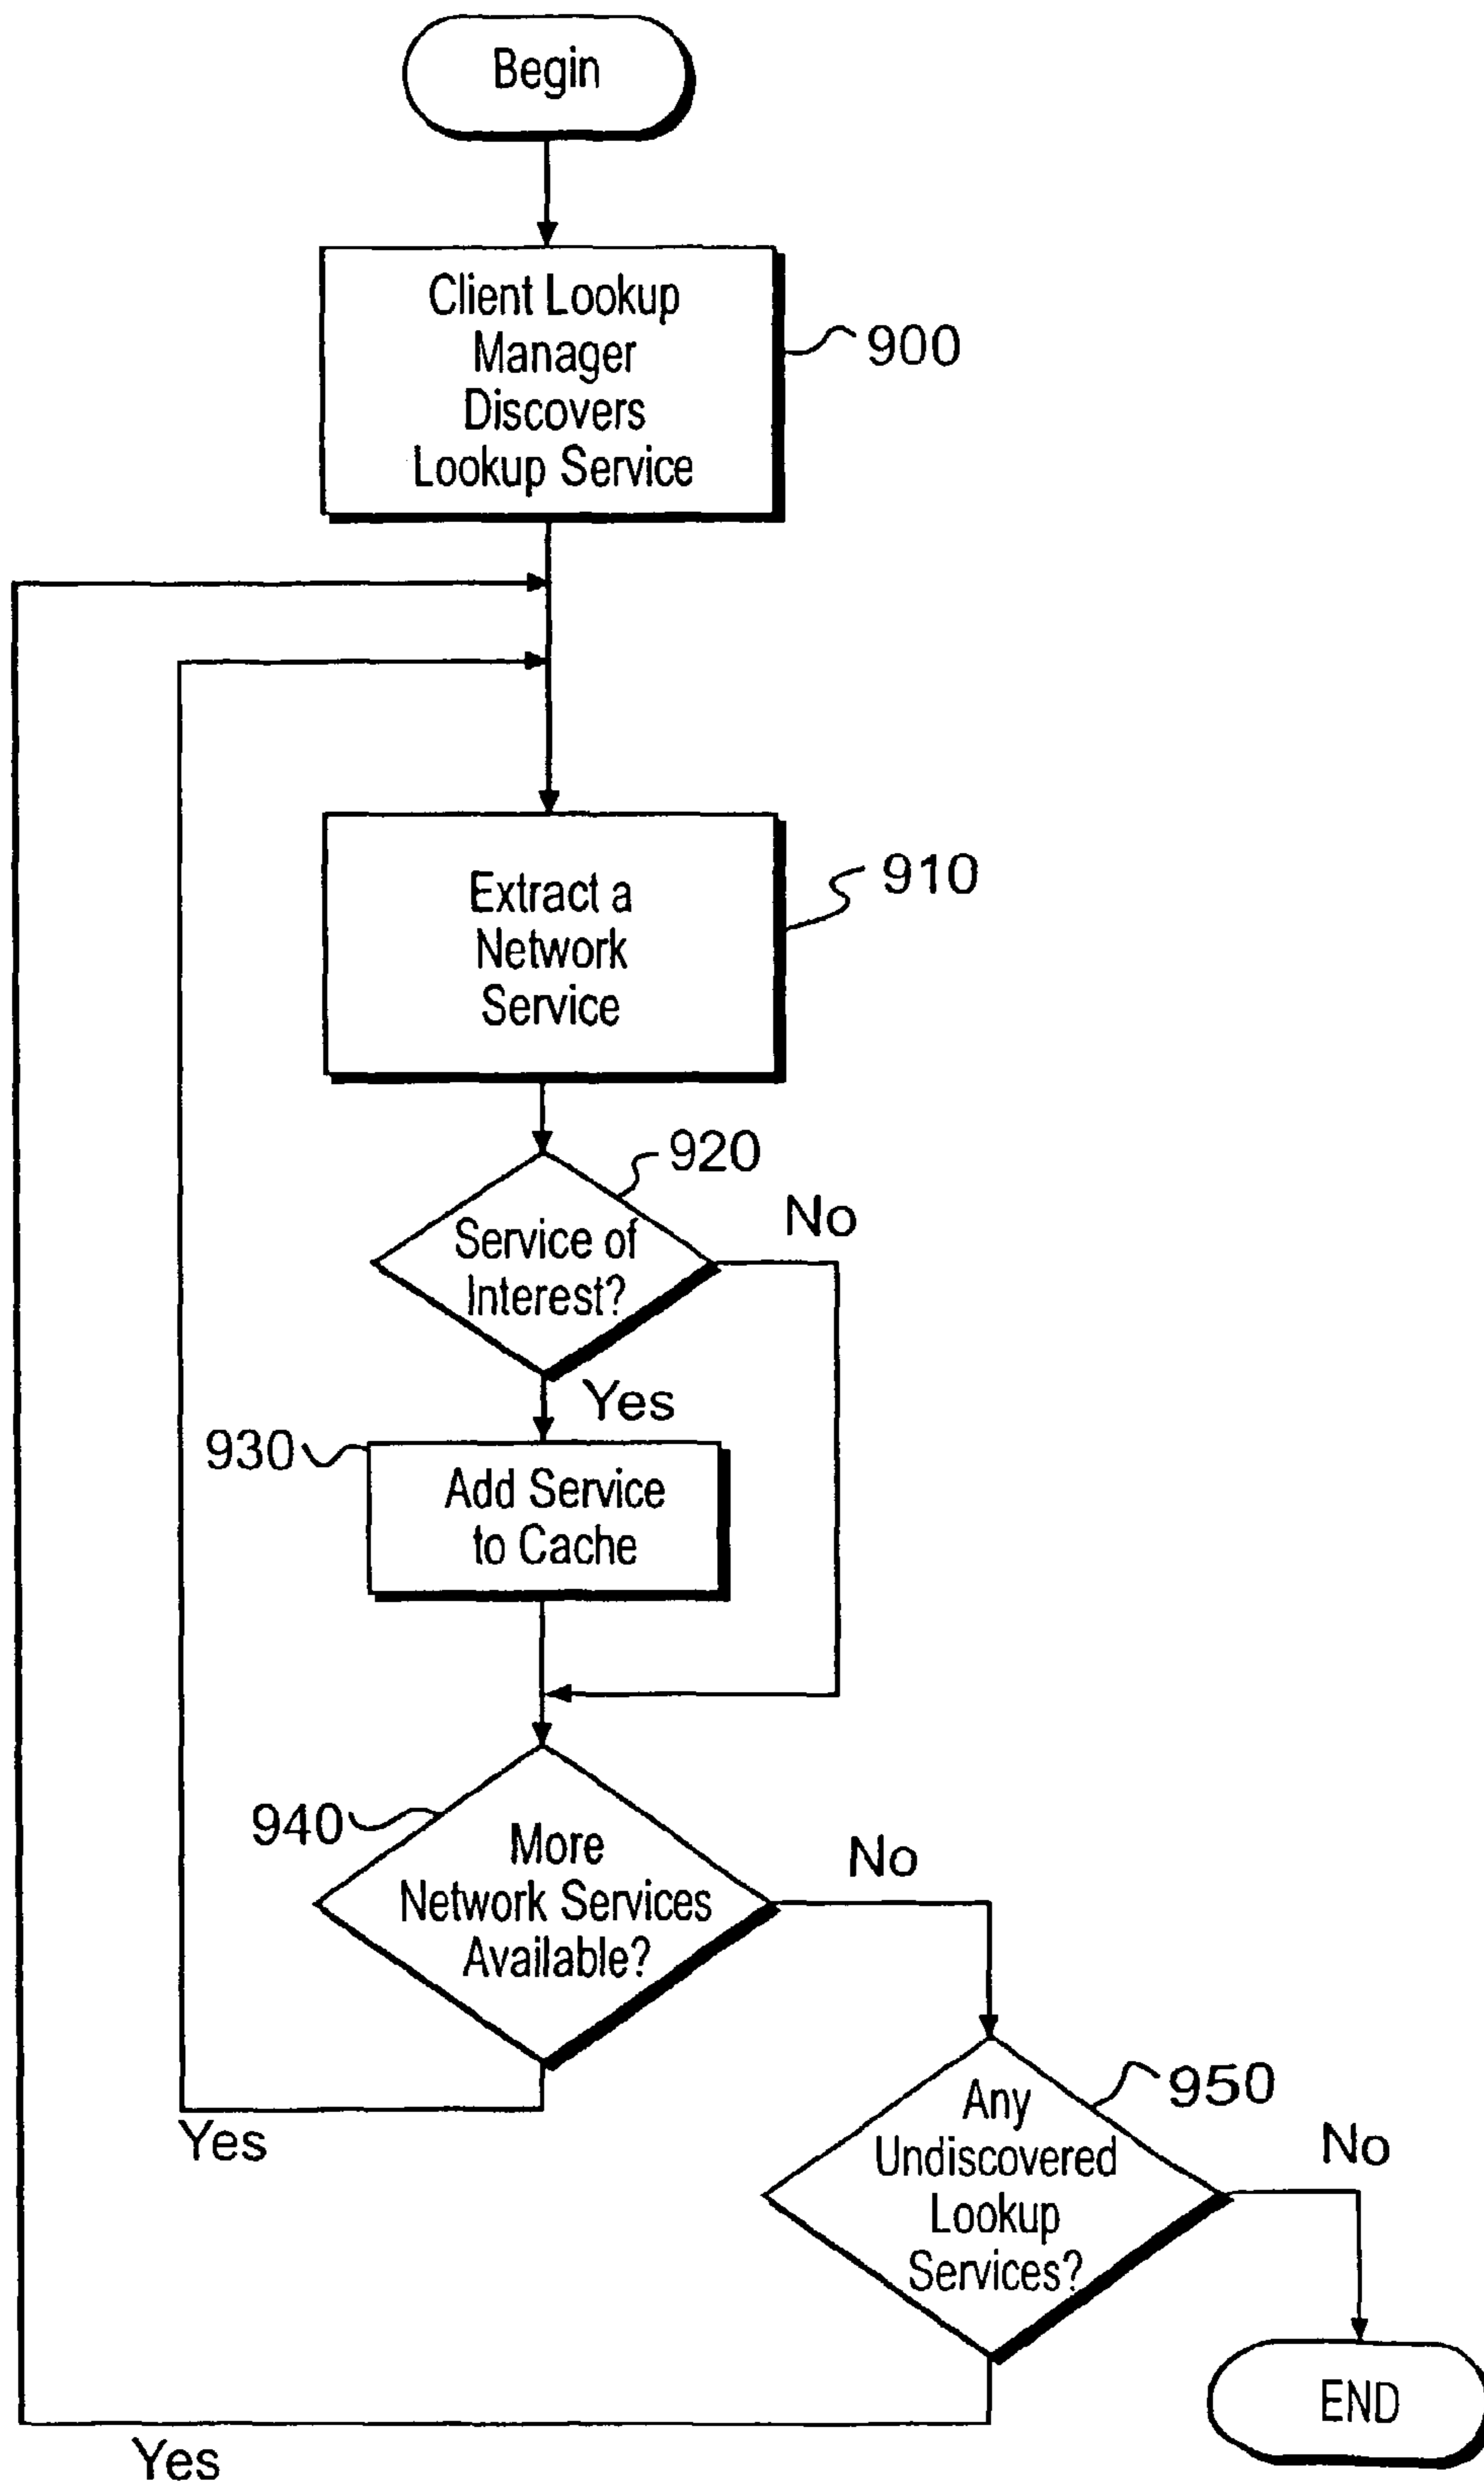 Begin
Client Lookup
Manager
Discovers
Lookup Service
900
Extract a
Network
Service
910
920
Service of
Interest?
No
Yes
930
Add Service
to Cache
940
More
Network Services
Available?
No
Yes
950
Any
Undiscovered
Lookup
Services?
No
Yes
END